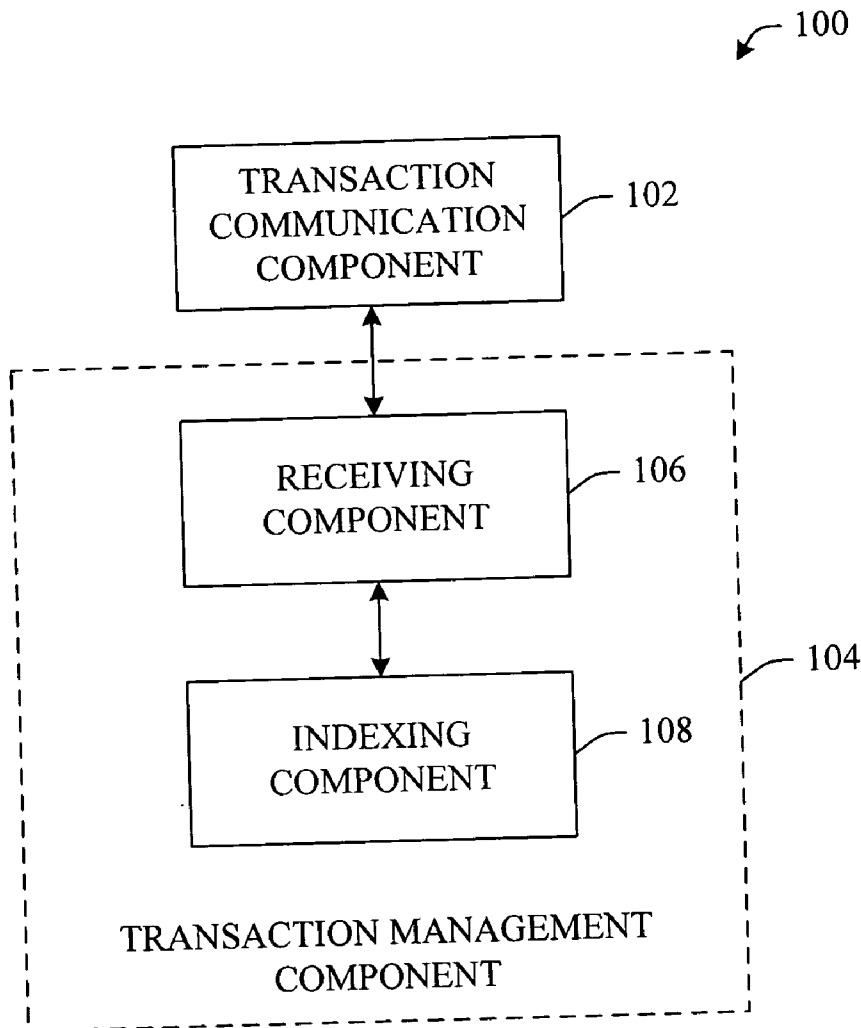 100
TRANSACTION
COMMUNICATION
COMPONENT
102
RECEIVING
COMPONENT
106
104
INDEXING
COMPONENT
108
TRANSACTION MANAGEMENT
COMPONENT